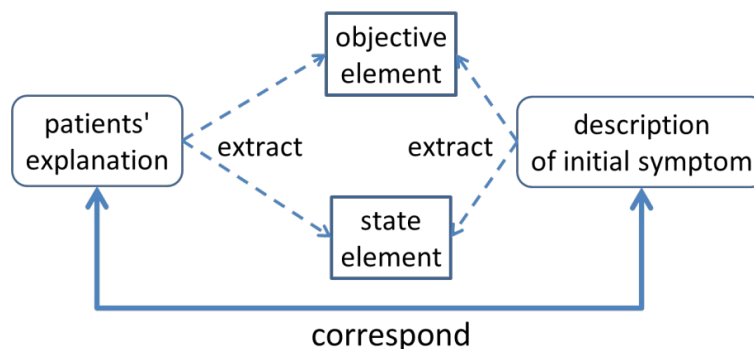 objective
element
patients'
explanation
extract
extract
description
of initial symptom
state
element
correspond